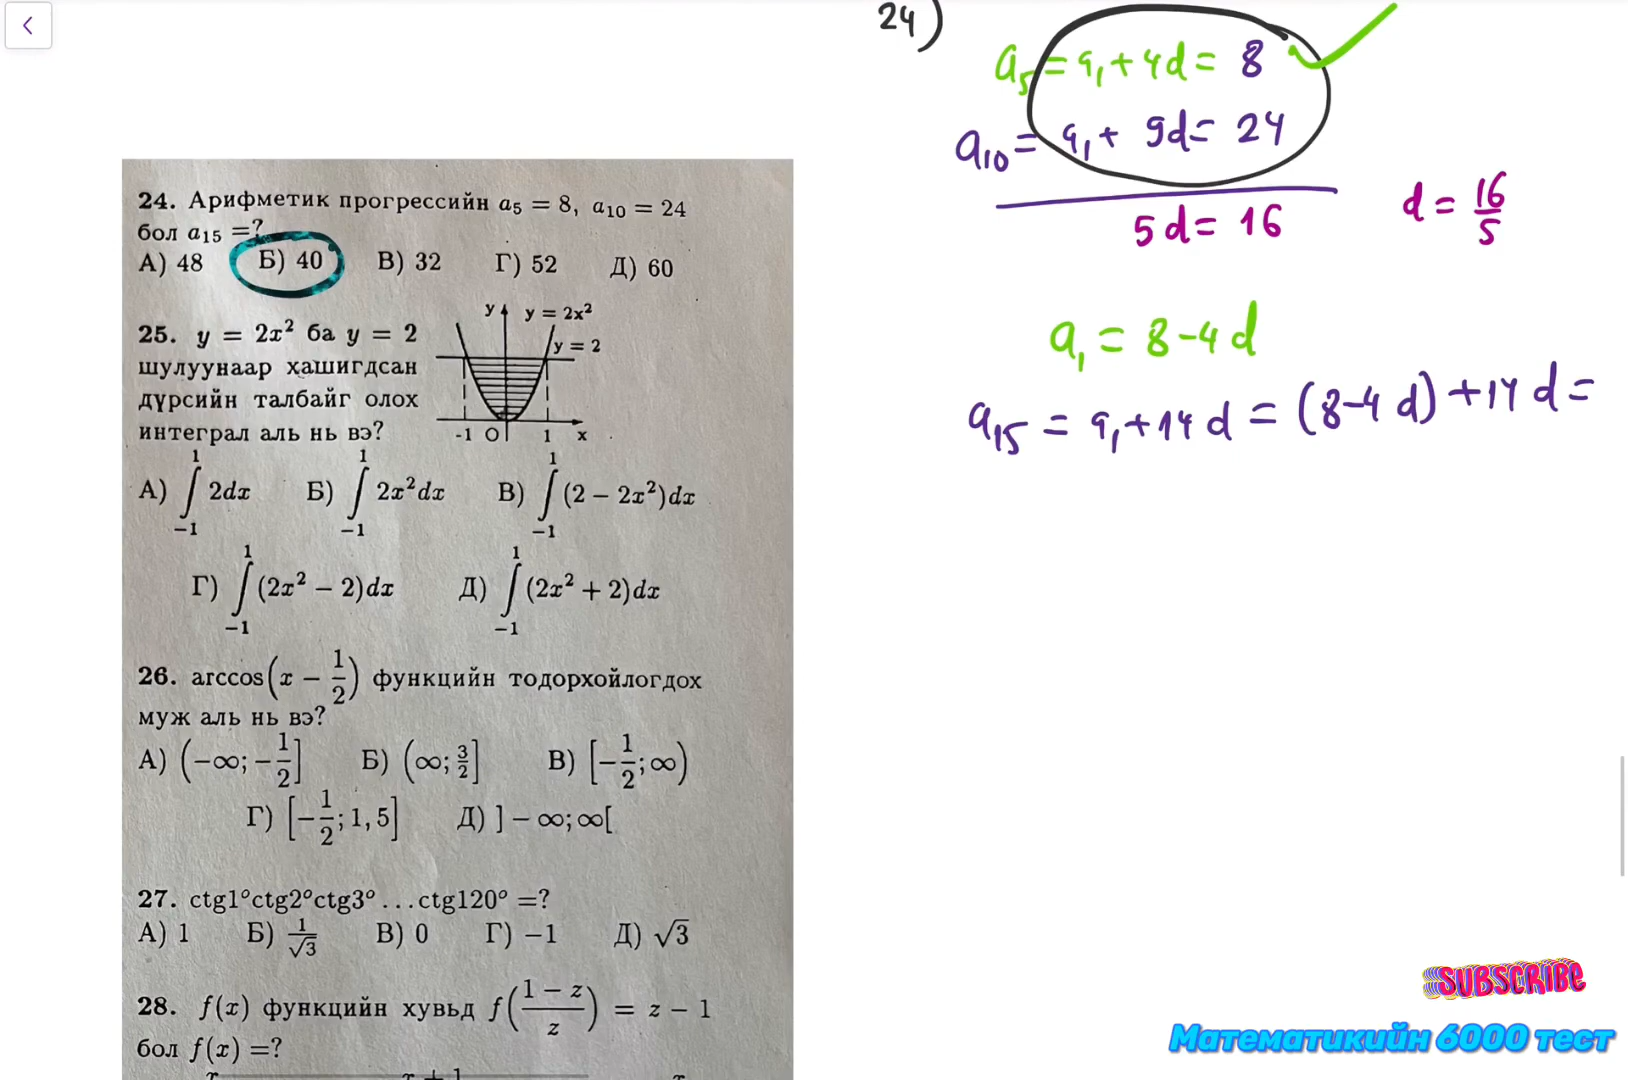 24. Арифметик прогрессийн a₅ = 8, a₁₀ = 24
бол a₁₅ =?
А) 48 Б) 40 В) 32 Г) 52 Д) 60
25. y = 2x² ба y = 2
шулуунаар хашигдсан
дүрсийн талбайг олох
интеграл аль нь вэ?
y y = 2x²
y = 2
-1 O 1 x
А) ∫₋₁¹ 2dx Б) ∫₋₁¹ 2x²dx В) ∫₋₁¹ (2 − 2x²)dx
Г) ∫₋₁¹ (2x² − 2)dx Д) ∫₋₁¹ (2x² + 2)dx
26. arccos(x − 1/2) функцийн тодорхойлогдох
муж аль нь вэ?
А) (−∞; −1/2] Б) (∞; 3/2] В) [−1/2; ∞)
Г) [−1/2; 1, 5] Д) ] − ∞; ∞[
27. ctg1°ctg2°ctg3° ... ctg120° =?
А) 1 Б) 1/√3 В) 0 Г) −1 Д) √3
28. f(x) функцийн хувьд f((1 − z)/z) = z − 1
бол f(x) =?
24)
a₅ = a₁ + 4d = 8
a₁₀ = a₁ + 9d = 24
5d = 16
d = 16/5
a₁ = 8 − 4d
a₁₅ = a₁ + 14d = (8 − 4d) + 14d =
SUBSCRIBE
Математикийн 6000 тест